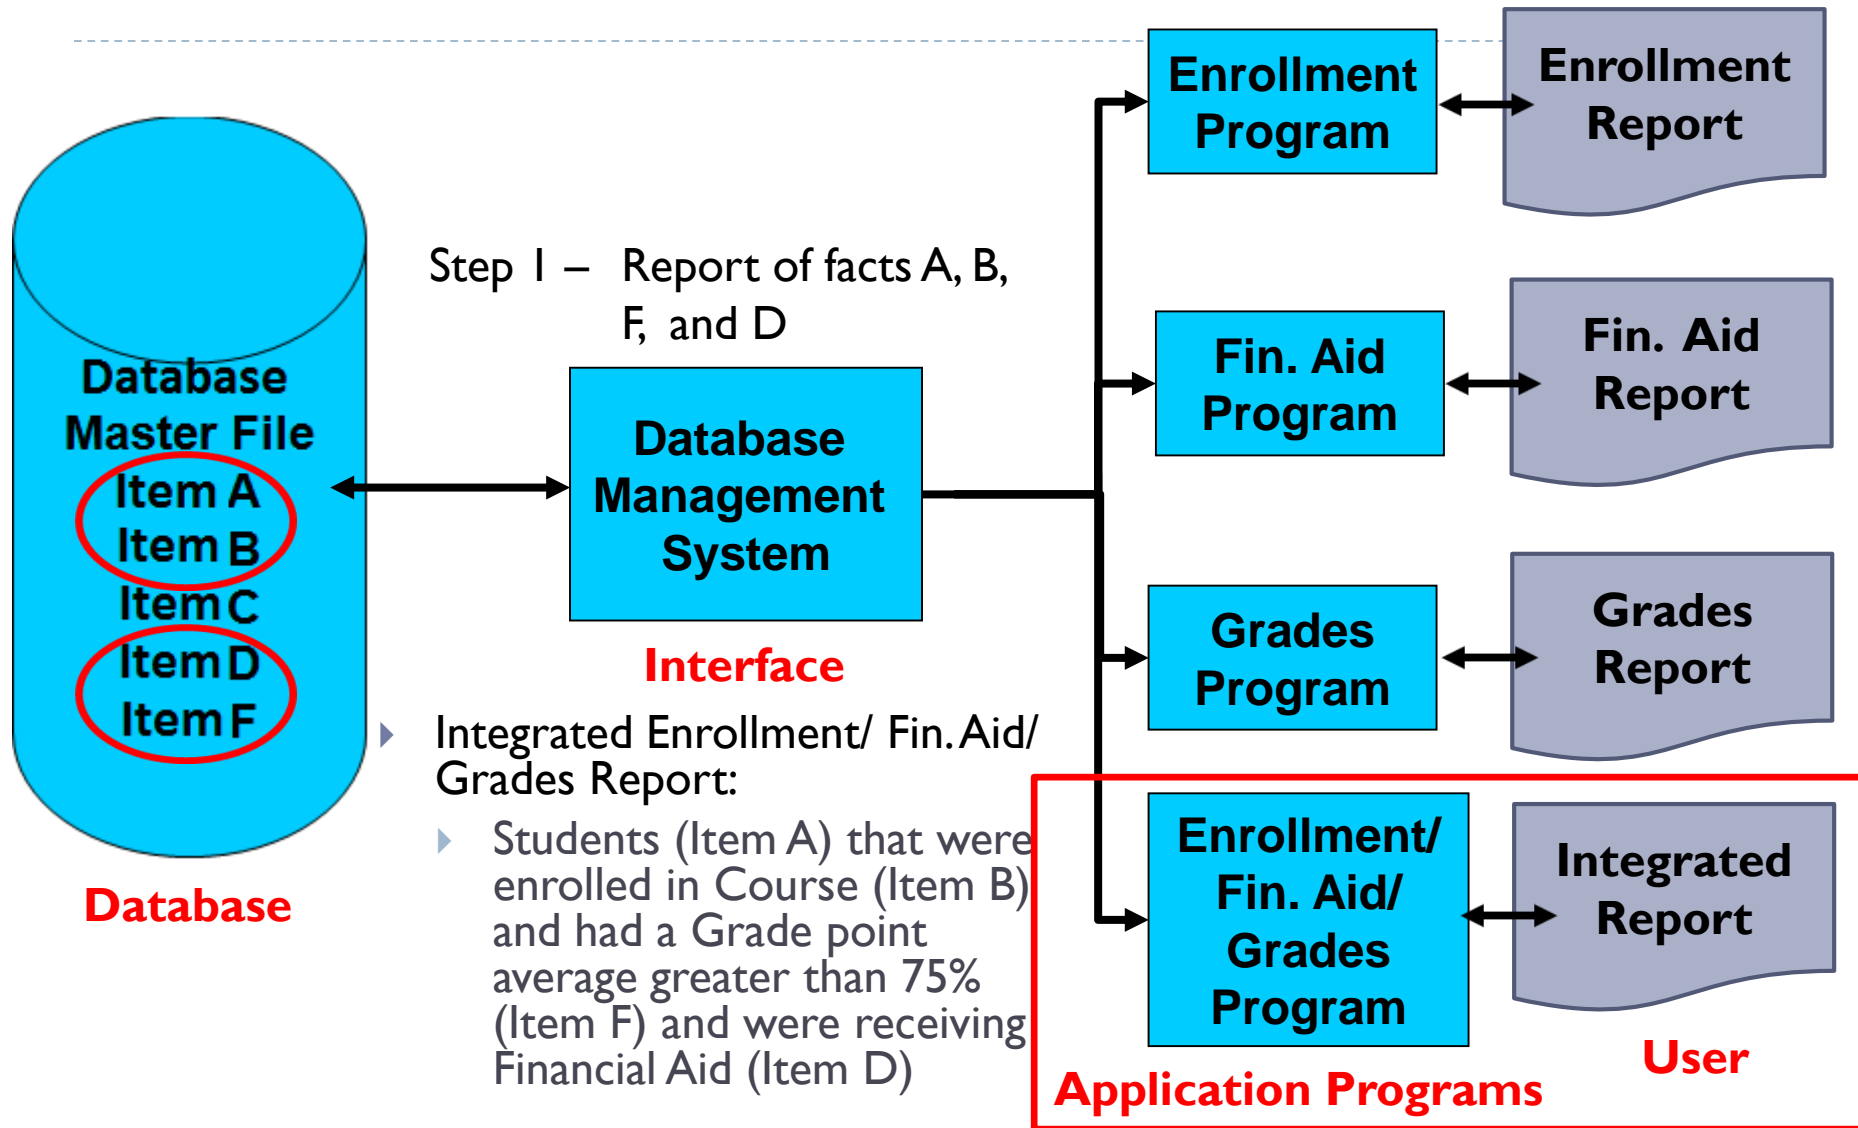 Enrollment
Program
Enrollment
Report
Step 1 – Report of facts A, B,
F, and D
Fin. Aid
Program
Fin. Aid
Report
Database
Master File
Item A
Item B
Item C
Item D
Item F
Database
Database
Management
System
Interface
Grades
Program
Grades
Report
Integrated Enrollment/ Fin. Aid/
Grades Report:
Students (Item A) that were
enrolled in Course (Item B)
and had a Grade point
average greater than 75%
(Item F) and were receiving
Financial Aid (Item D)
Enrollment/
Fin. Aid/
Grades
Program
Integrated
Report
Application Programs
User